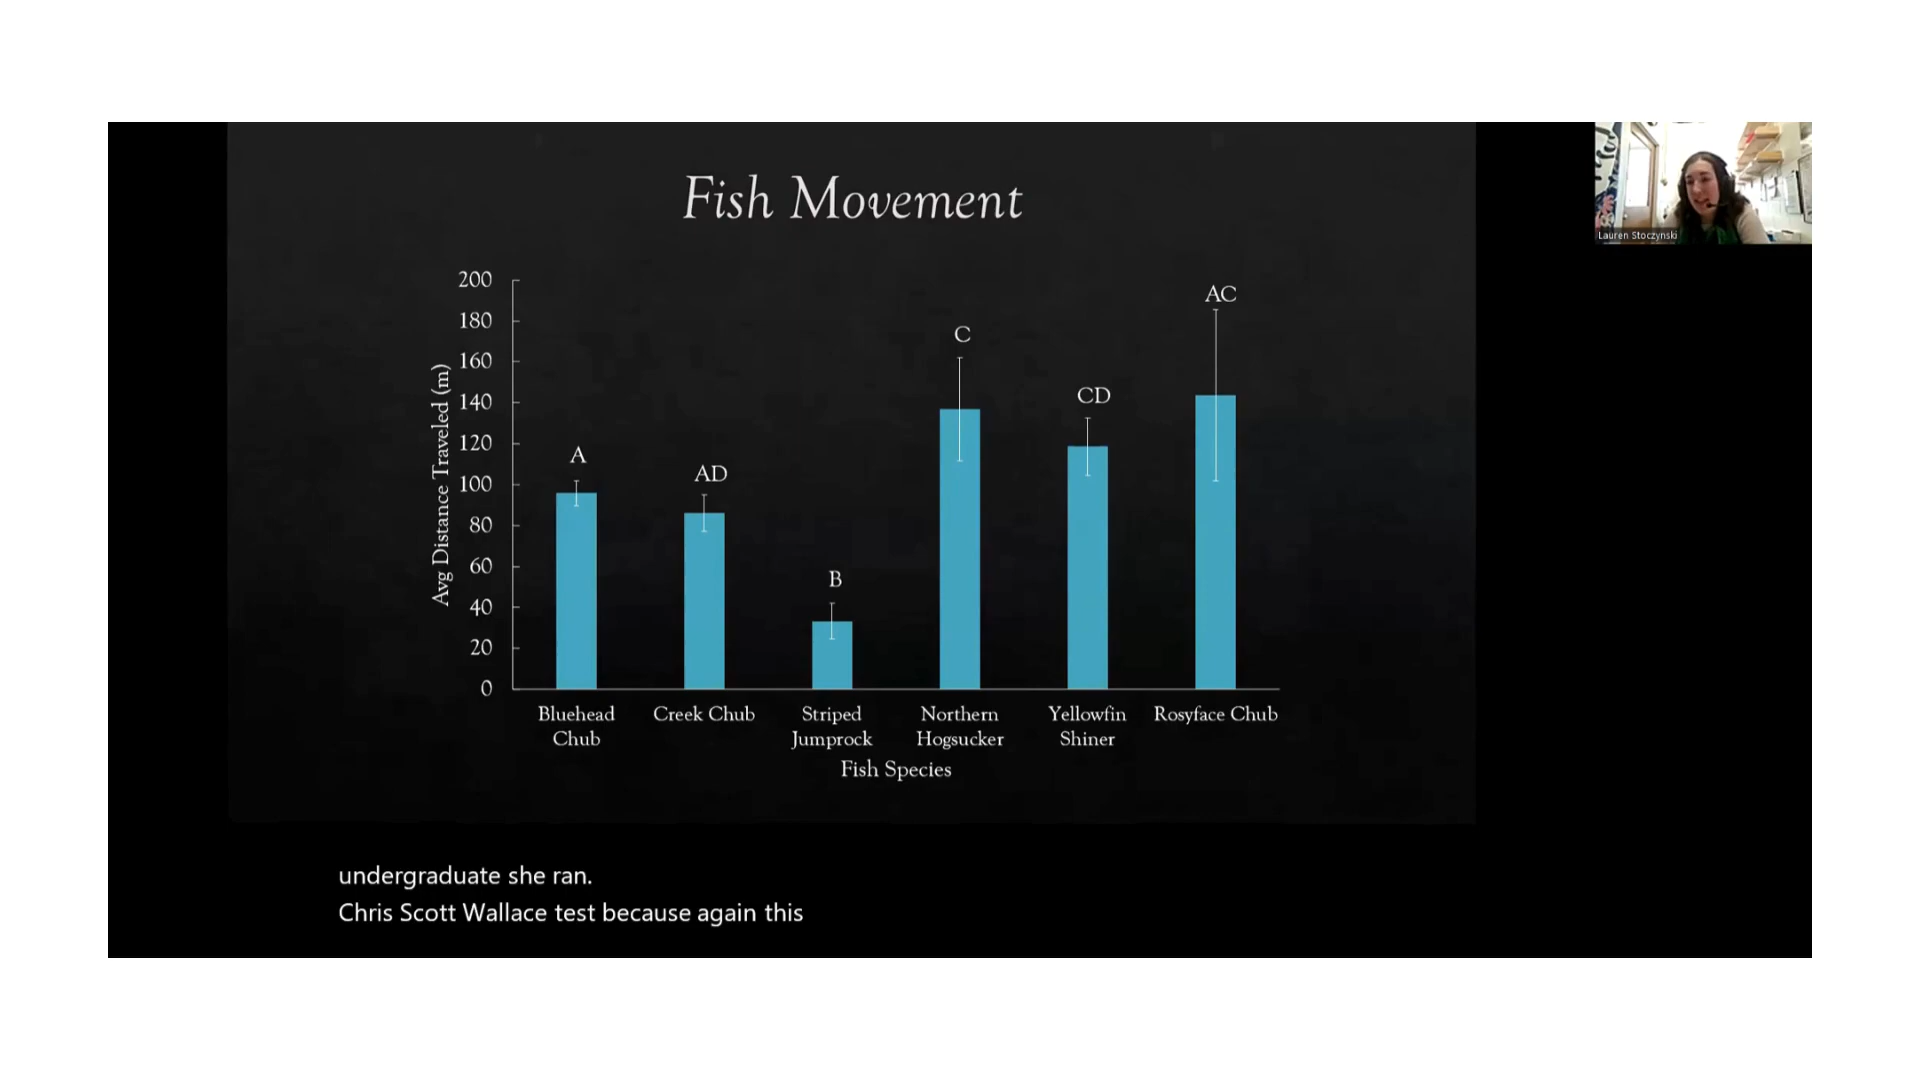 Fish Movement
Lauren Stoczynski
200
180
160
140
120
100
80
60
40
20
0
Avg Distance Traveled (m)
A
AD
B
C
CD
AC
Bluehead
Chub
Creek Chub
Striped
Jumprock
Northern
Hogsucker
Yellowfin
Shiner
Rosyface Chub
Fish Species
undergraduate she ran.
Chris Scott Wallace test because again this